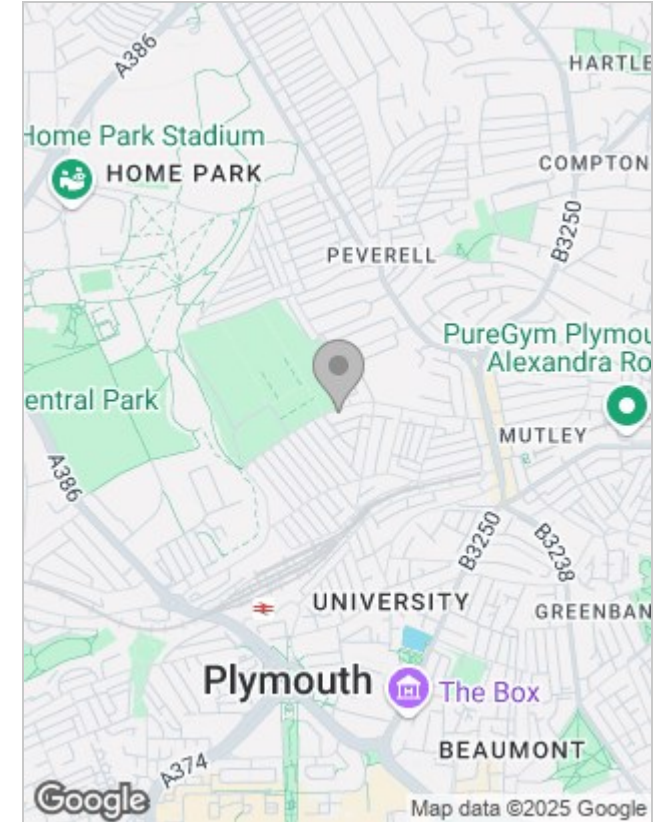 A386
HARTLE
Home Park Stadium
HOME PARK
COMPTON
B3250
PEVERELL
PureGym Plymou
Alexandra Ro
entral Park
MUTLEY
A386
B3250
B3238
UNIVERSITY
GREENBAN
Plymouth
The Box
BEAUMONT
A374
Google
Map data ©2025 Google